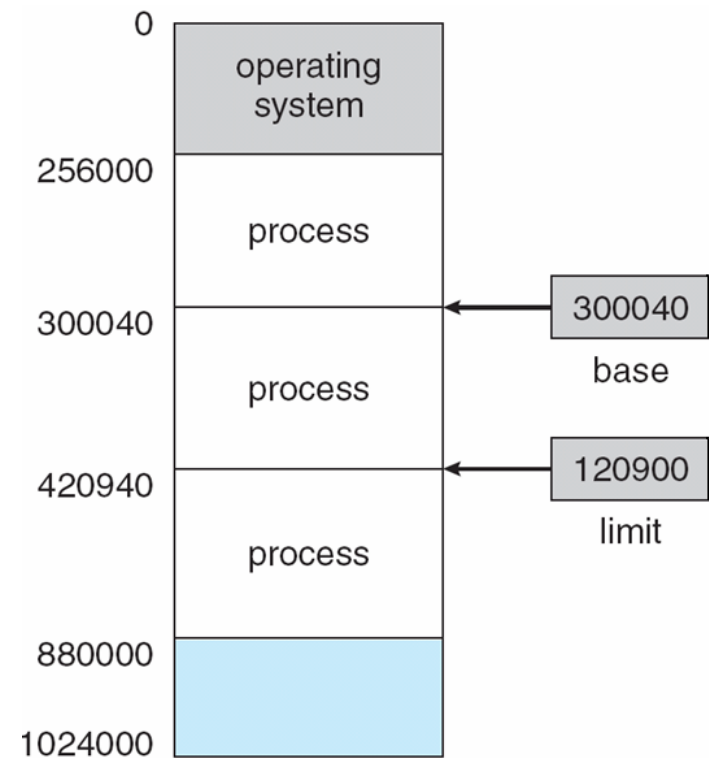 0
operating
system
256000
process
300040
300040
base
process
420940
120900
limit
process
880000
1024000